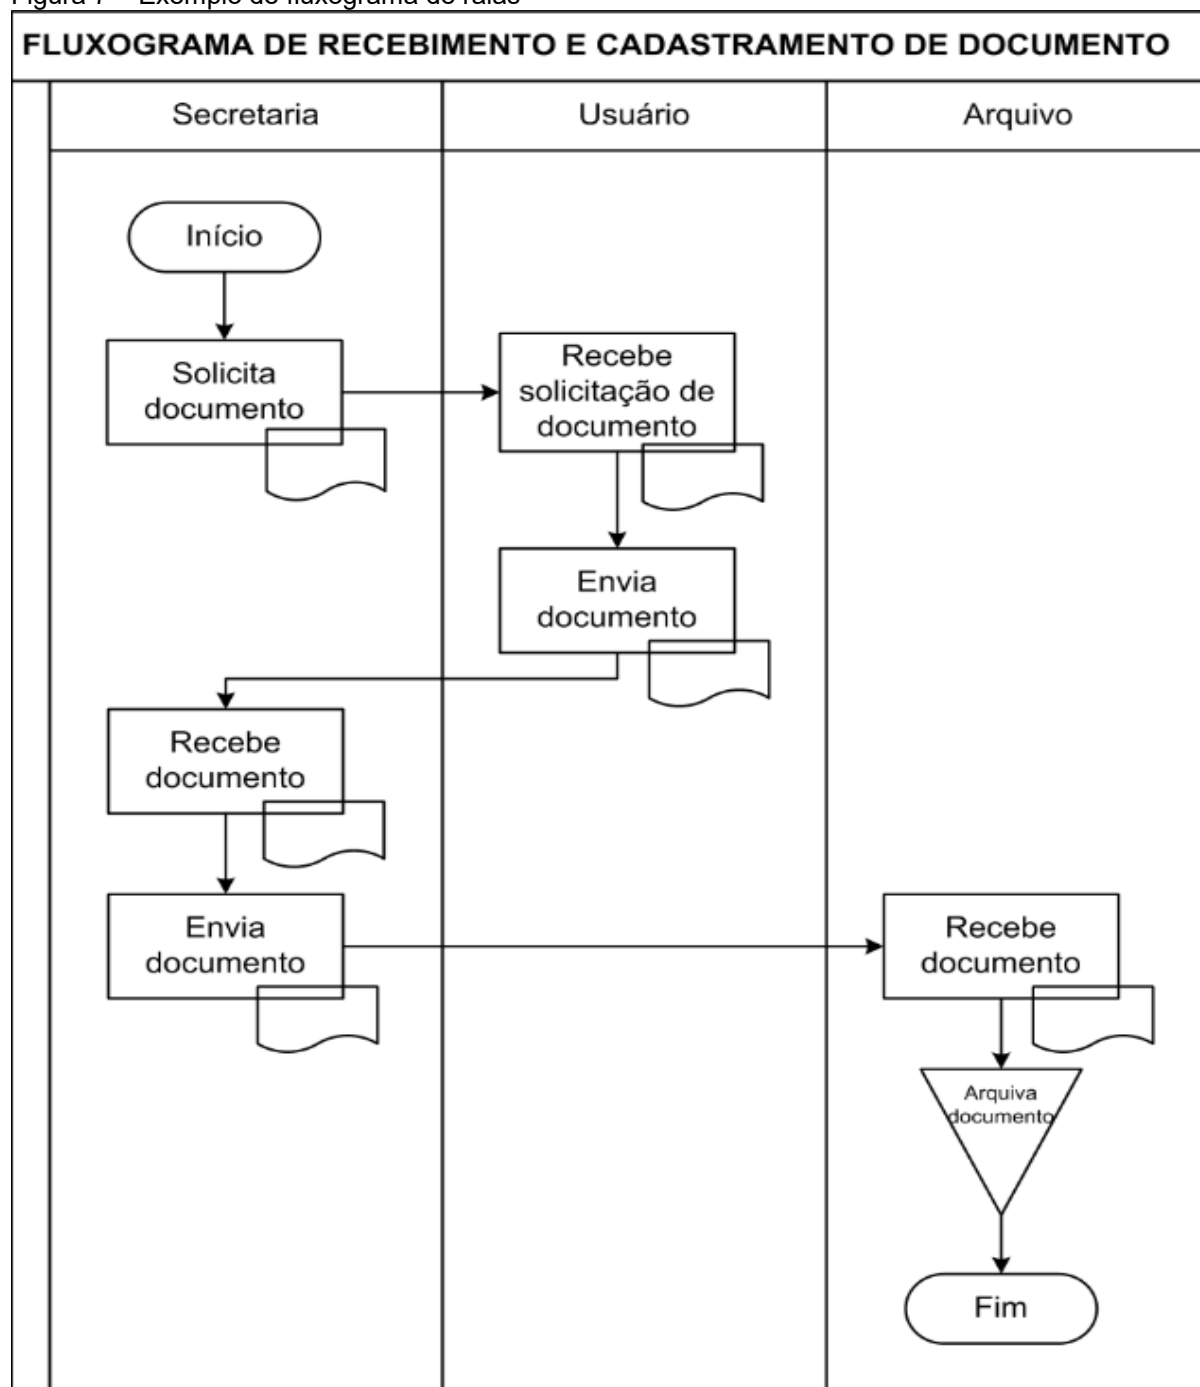 Figura 7 – Exemplo de fluxograma de raias
FLUXOGRAMA DE RECEBIMENTO E CADASTRAMENTO DE DOCUMENTO
Secretaria
Usuário
Arquivo
Início
Solicita
documento
Recebe
solicitação de
documento
Envia
documento
Recebe
documento
Envia
documento
Recebe
documento
Arquiva
documento
Fim